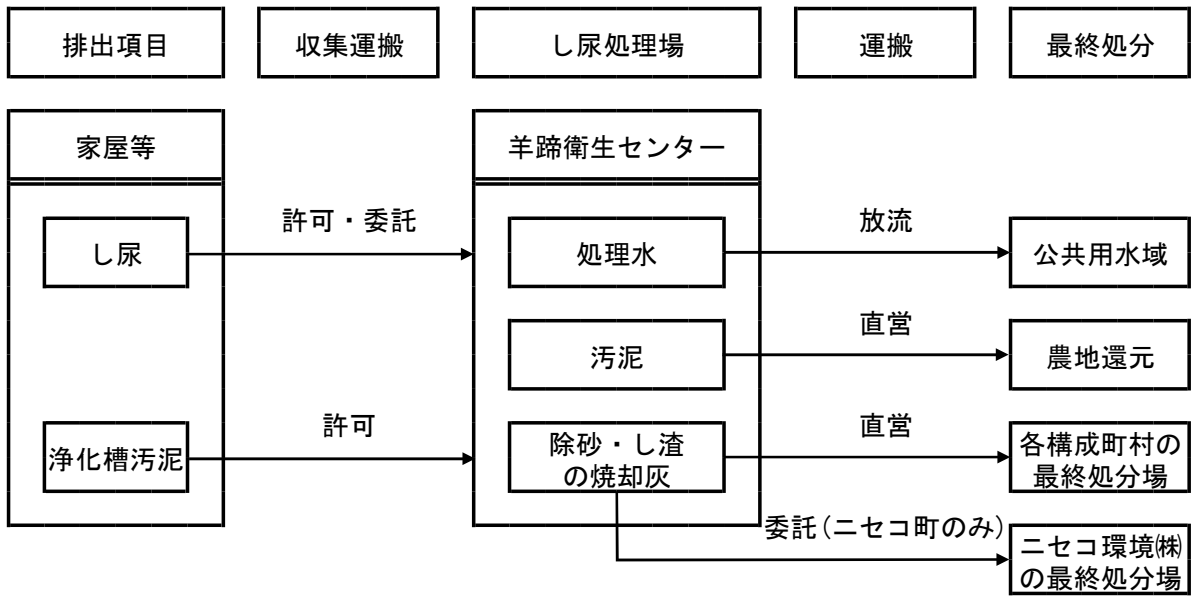 排出項目
収集運搬
し尿処理場
運搬
最終処分
家屋等
羊蹄衛生センター
し尿
許可・委託
処理水
放流
公共用水域
汚泥
直営
農地還元
浄化槽汚泥
許可
除砂・し渣
の焼却灰
直営
各構成町村の
最終処分場
委託(ニセコ町のみ)
ニセコ環境㈱
の最終処分場